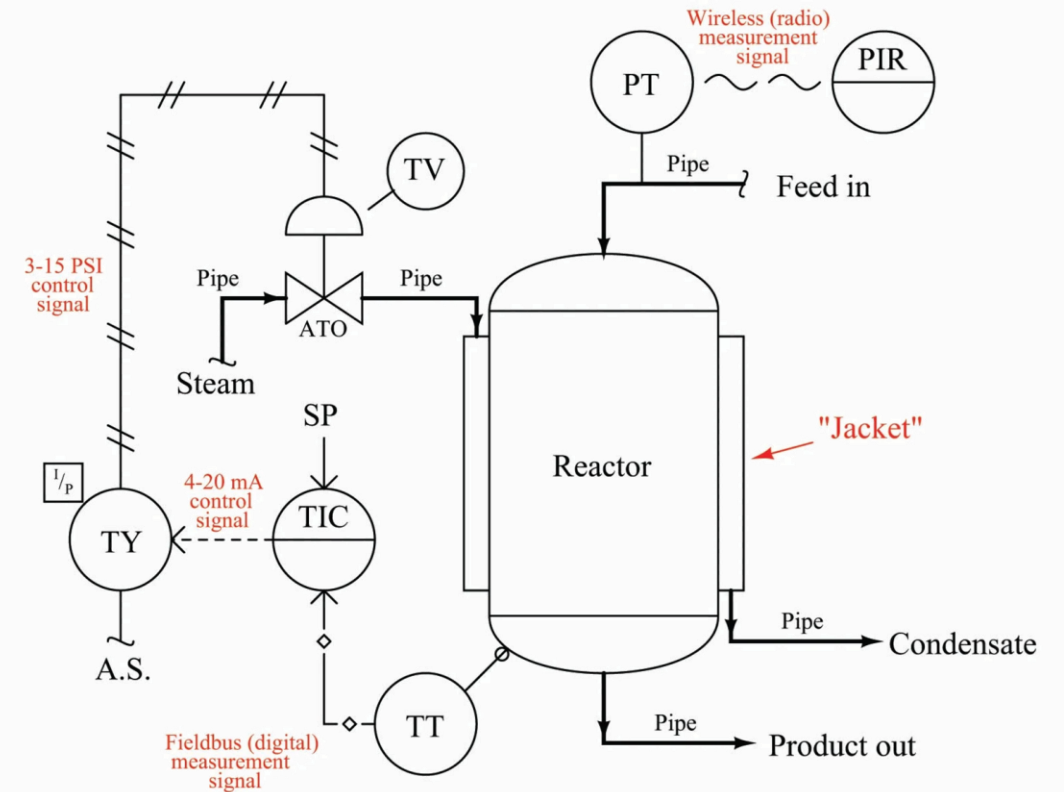 Wireless (radio)
measurement
signal
PT
PIR
Pipe
Feed in
TV
3-15 PSI
control
signal
Pipe
Pipe
ATO
Steam
SP
"Jacket"
Reactor
I/P
4-20 mA
control
signal
TIC
TY
Pipe
Condensate
A.S.
TT
Pipe
Product out
Fieldbus (digital)
measurement
signal